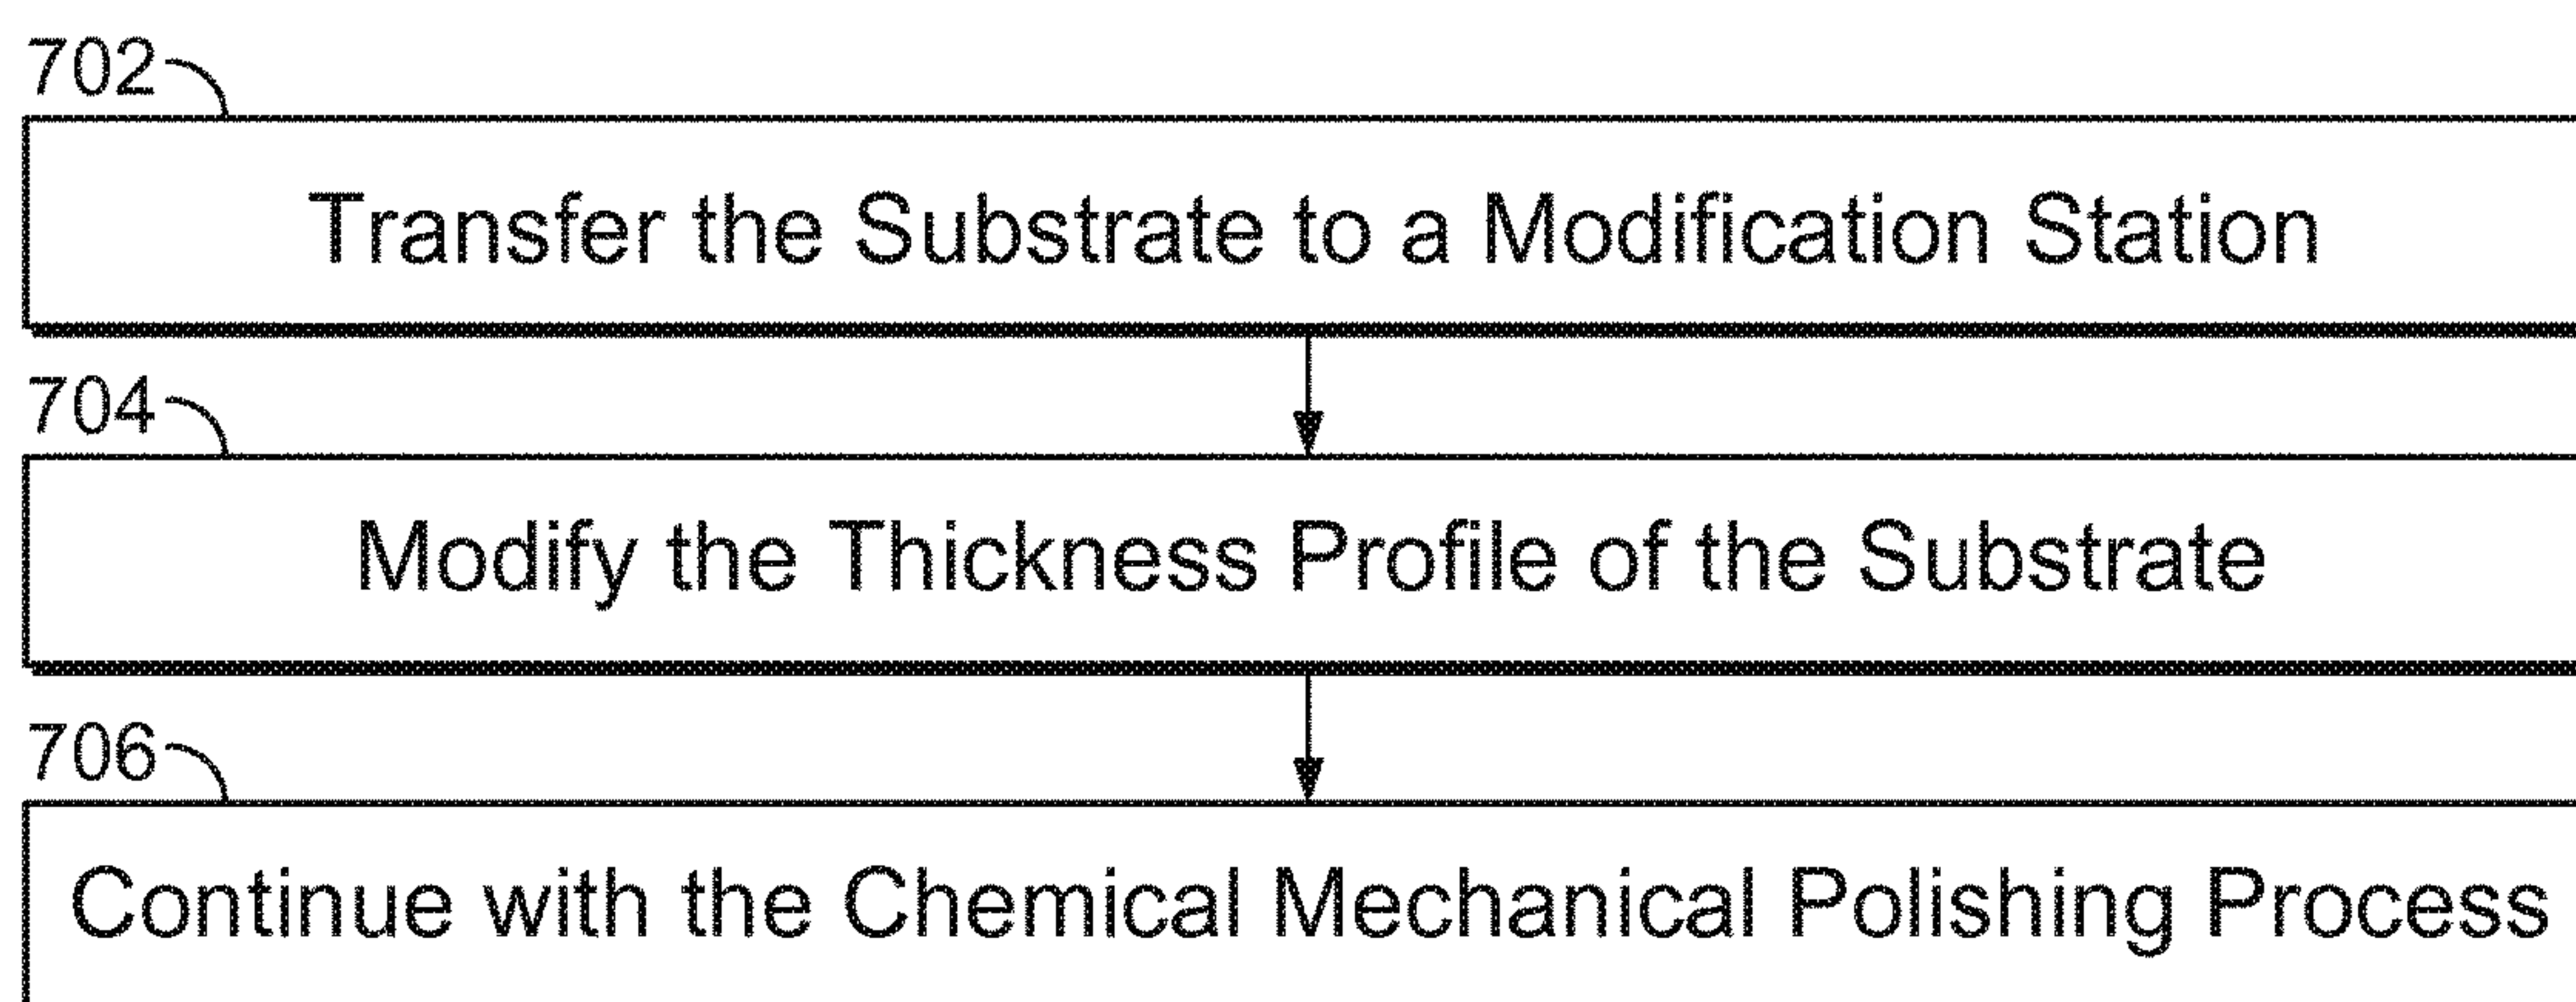 702
Transfer the Substrate to a Modification Station
704
Modify the Thickness Profile of the Substrate
706
Continue with the Chemical Mechanical Polishing Process